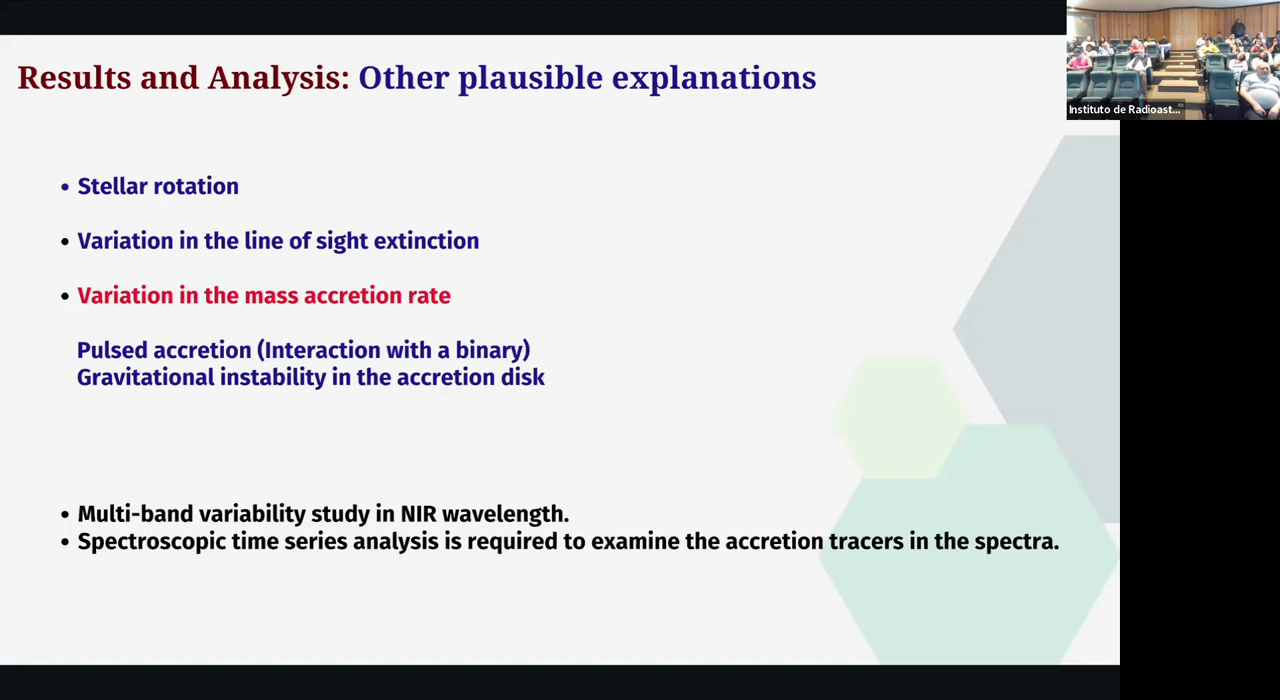 Results and Analysis: Other plausible explanations
Instituto de Radioast...
• Stellar rotation
• Variation in the line of sight extinction
• Variation in the mass accretion rate
Pulsed accretion (Interaction with a binary)
Gravitational instability in the accretion disk
• Multi-band variability study in NIR wavelength.
• Spectroscopic time series analysis is required to examine the accretion tracers in the spectra.